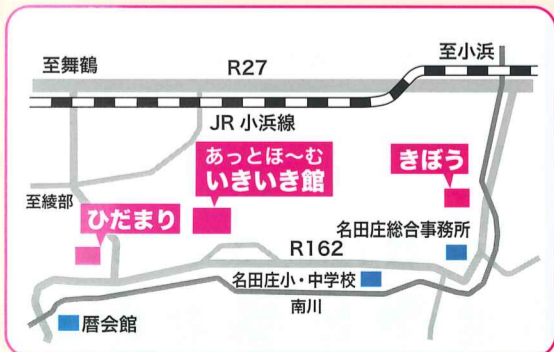 至小浜
至舞鶴
R27
JR 小浜線
あっとほ〜む
いきいき館
きぼう
至綾部
ひだまり
名田庄総合事務所
R162
名田庄小・中学校
南川
暦会館